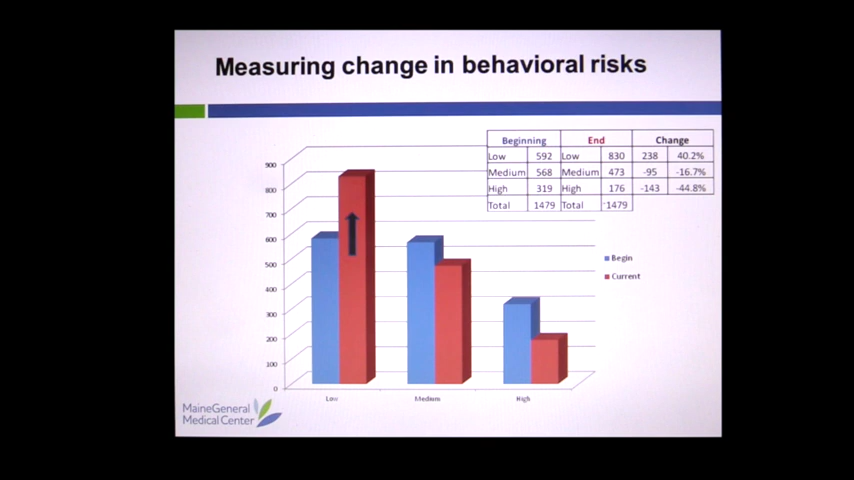 Measuring change in behavioral risks
Beginning End Change
Low 592 Low 830 238 40.2%
Medium 568 Medium 473 -95 -16.7%
High 319 High 176 -143 -44.8%
Total 1479 Total 1479
900
800
700
600
500
400
300
200
100
0
Low Medium High
Begin
Current
MaineGeneral
Medical Center